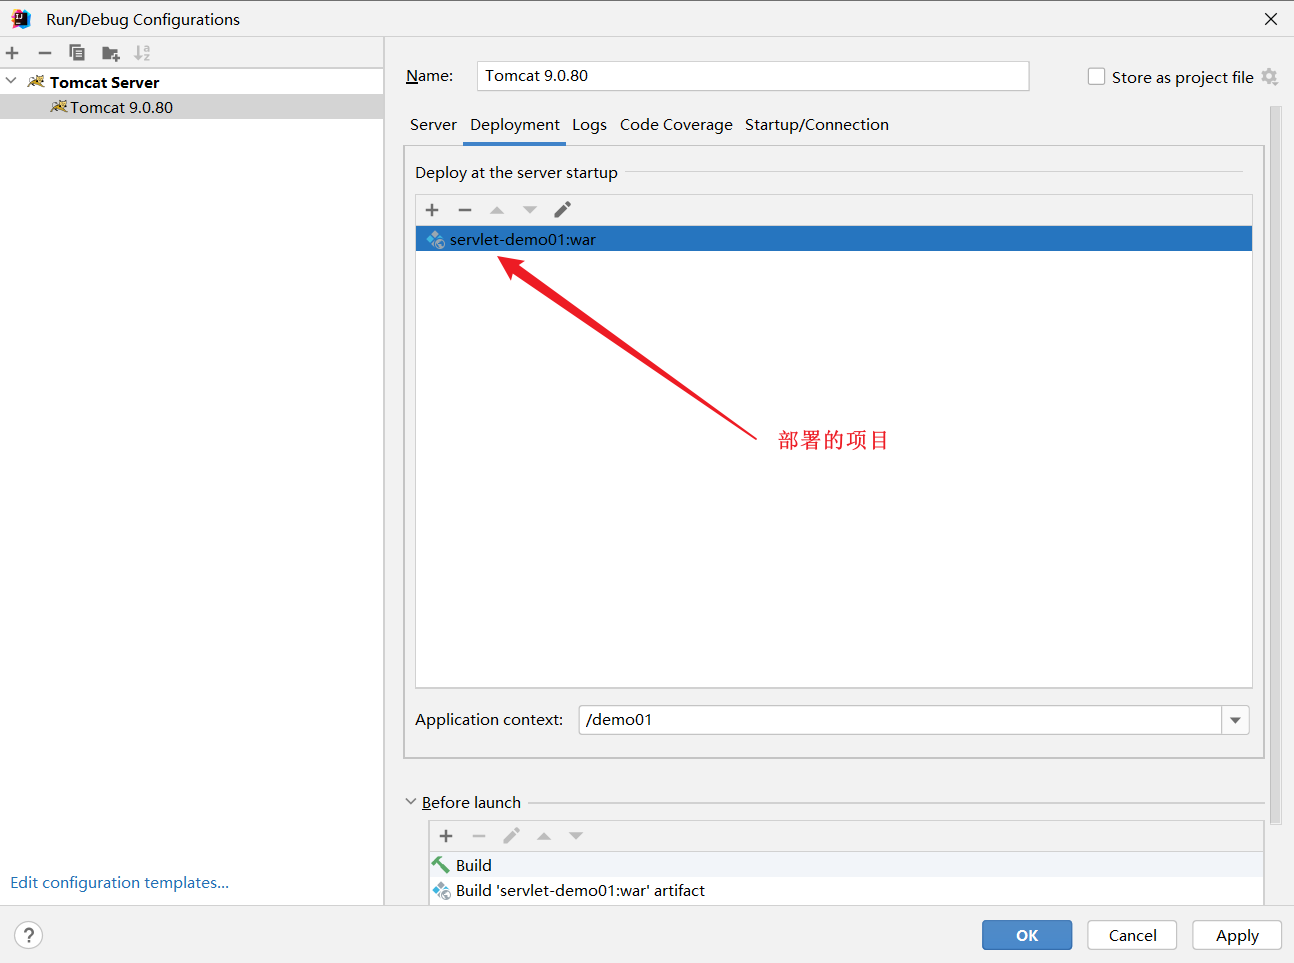 Run/Debug Configurations
Tomcat Server
Tomcat 9.0.80
Name: Tomcat 9.0.80 Store as project file
Server Deployment Logs Code Coverage Startup/Connection
Deploy at the server startup
servlet-demo01:war
部署的项目
Application context: /demo01
Before launch
Build
Build 'servlet-demo01:war' artifact
Edit configuration templates...
? OK Cancel Apply